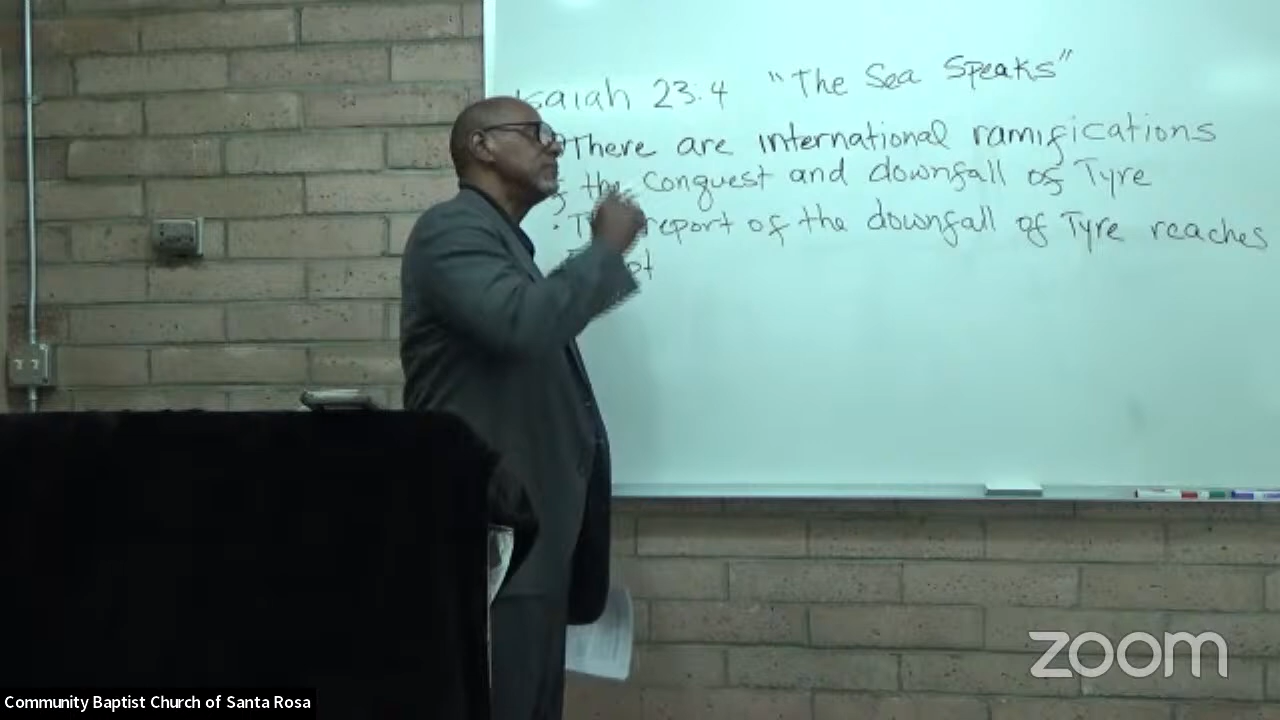 Isaiah 23.4 "The Sea Speaks"
There are international ramifications
the Conquest and downfall of Tyre
• report of the downfall of Tyre reaches
zoom
Community Baptist Church of Santa Rosa